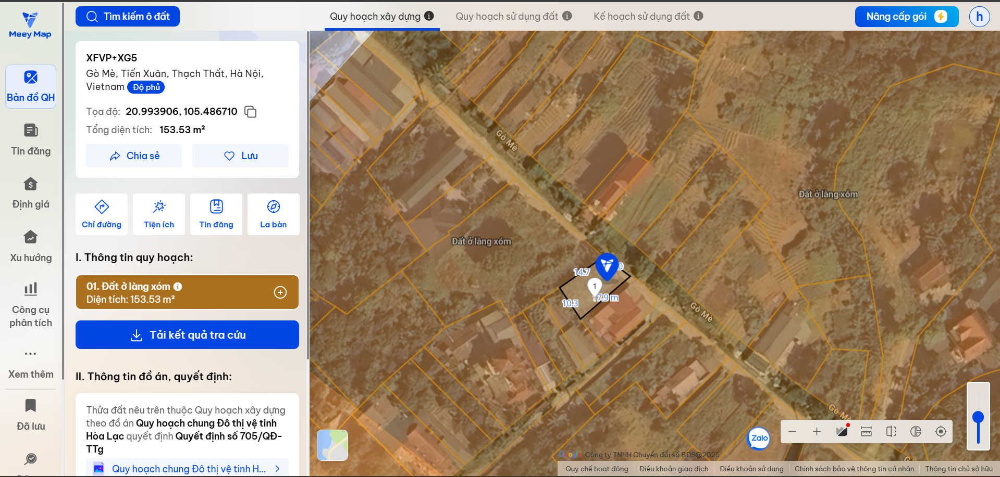 Meey Map
Bản đồ QH
Tin đăng
Định giá
Xu hướng
Công cụ
phân tích
Xem thêm
Đã lưu
Tìm kiếm ô đất
Quy hoạch xây dựng
Quy hoạch sử dụng đất
Kế hoạch sử dụng đất
Nâng cấp gói
h
XFVP+XG5
Gò Mè, Tiến Xuân, Thạch Thất, Hà Nội,
Vietnam Độ phủ
Tọa độ: 20.993906, 105.486710
Tổng diện tích: 153.53 m²
Chia sẻ
Lưu
Chỉ đường
Tiện ích
Tin đăng
La bàn
I. Thông tin quy hoạch:
01. Đất ở làng xóm
Diện tích: 153.53 m²
Tải kết quả tra cứu
II. Thông tin đồ án, quyết định:
Thửa đất nêu trên thuộc Quy hoạch xây dựng
theo đồ án Quy hoạch chung Đô thị vệ tinh
Hòa Lạc quyết định Quyết định số 705/QĐ-
TTg
Quy hoạch chung Đô thị vệ tinh H...
Gò Mè
Đất ở làng xóm
Đất ở làng xóm
14.7
0
1
17.9 m
10.3
Gò Mè
Gò Mè
Zalo
Google
Công ty TNHH Chuyển đổi số BĐS@2025
Quy chế hoạt động
Điều khoản giao dịch
Điều khoản sử dụng
Chính sách bảo vệ thông tin cá nhân
Thông tin chủ sở hữu